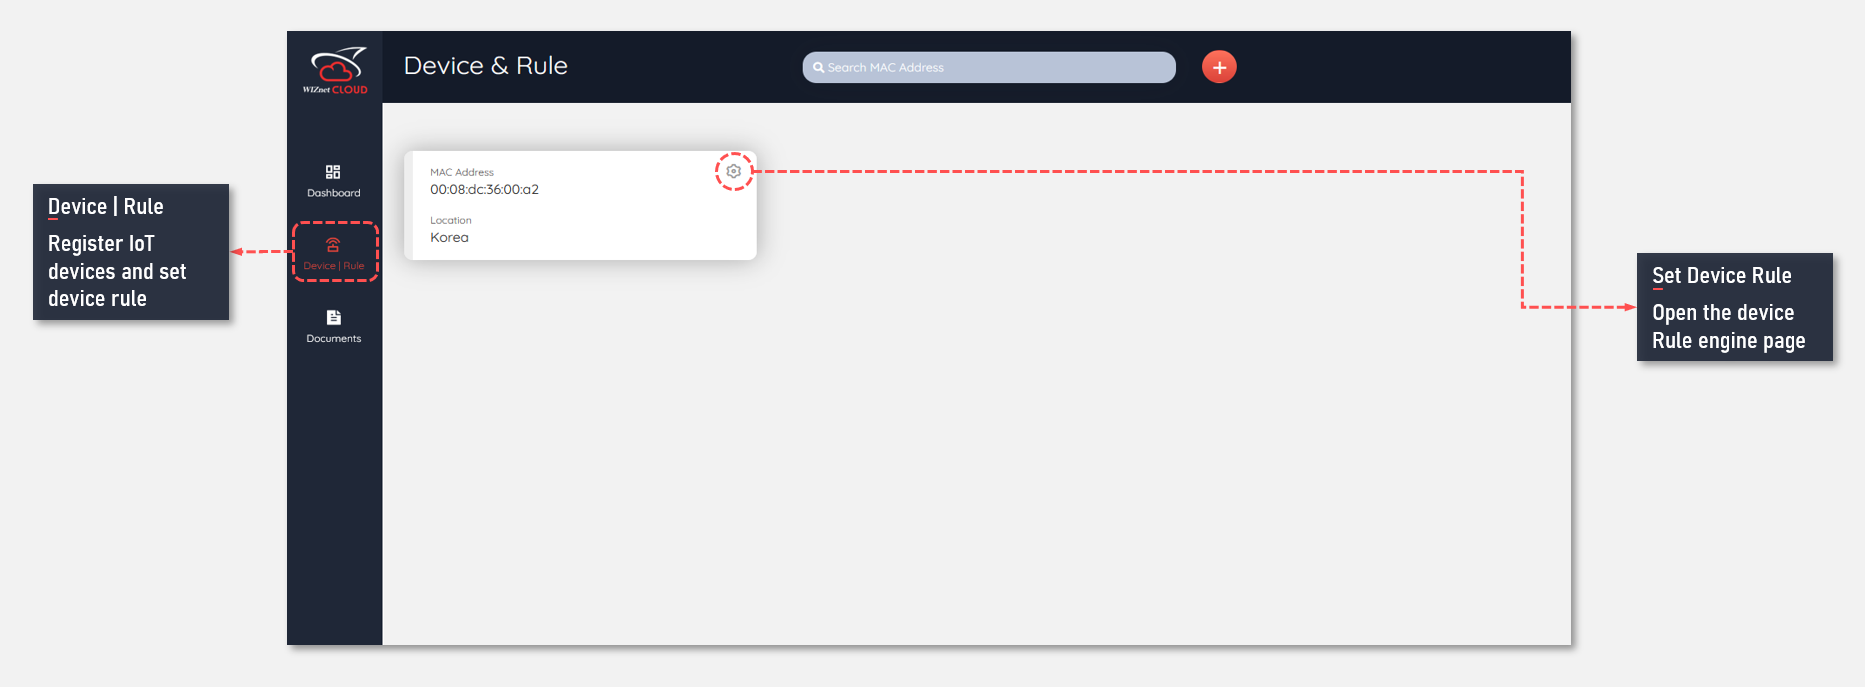 WIZnet CLOUD
Device & Rule
Search MAC Address
Dashboard
Device | Rule
Documents
MAC Address
00:08:dc:36:00:a2
Location
Korea
Device | Rule
Register IoT
devices and set
device rule
Set Device Rule
Open the device
Rule engine page